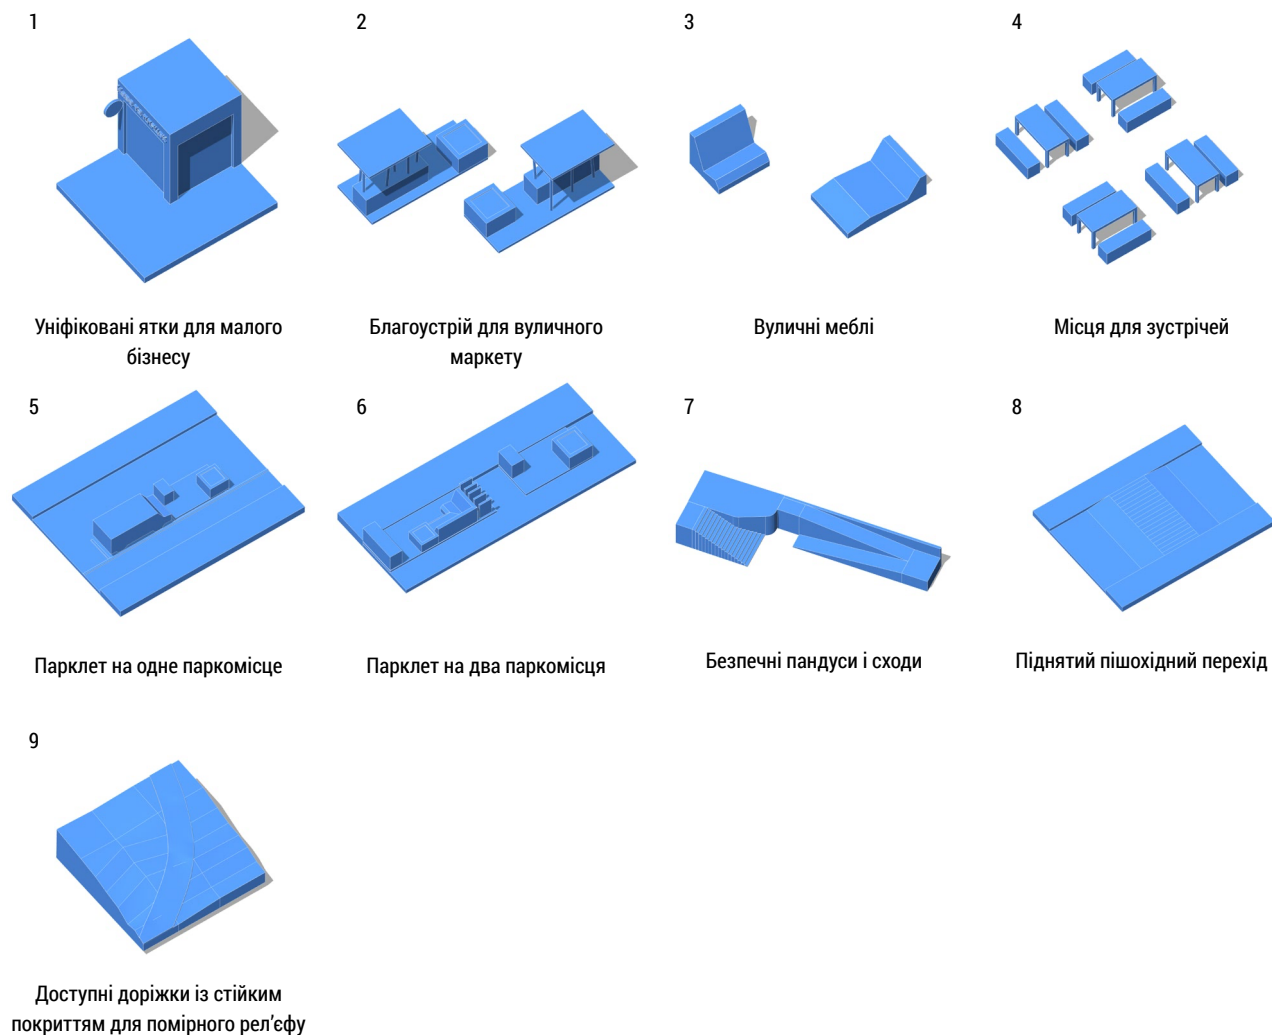 1
2
3
4
Уніфіковані ятки для малого
бізнесу
Благоустрій для вуличного
маркету
Вуличні меблі
Місця для зустрічей
5
6
7
8
Парклет на одне паркомісце
Парклет на два паркомісця
Безпечні пандуси і сходи
Піднятий пішохідний перехід
9
Доступні доріжки із стійким
покриттям для помірного рел’єфу